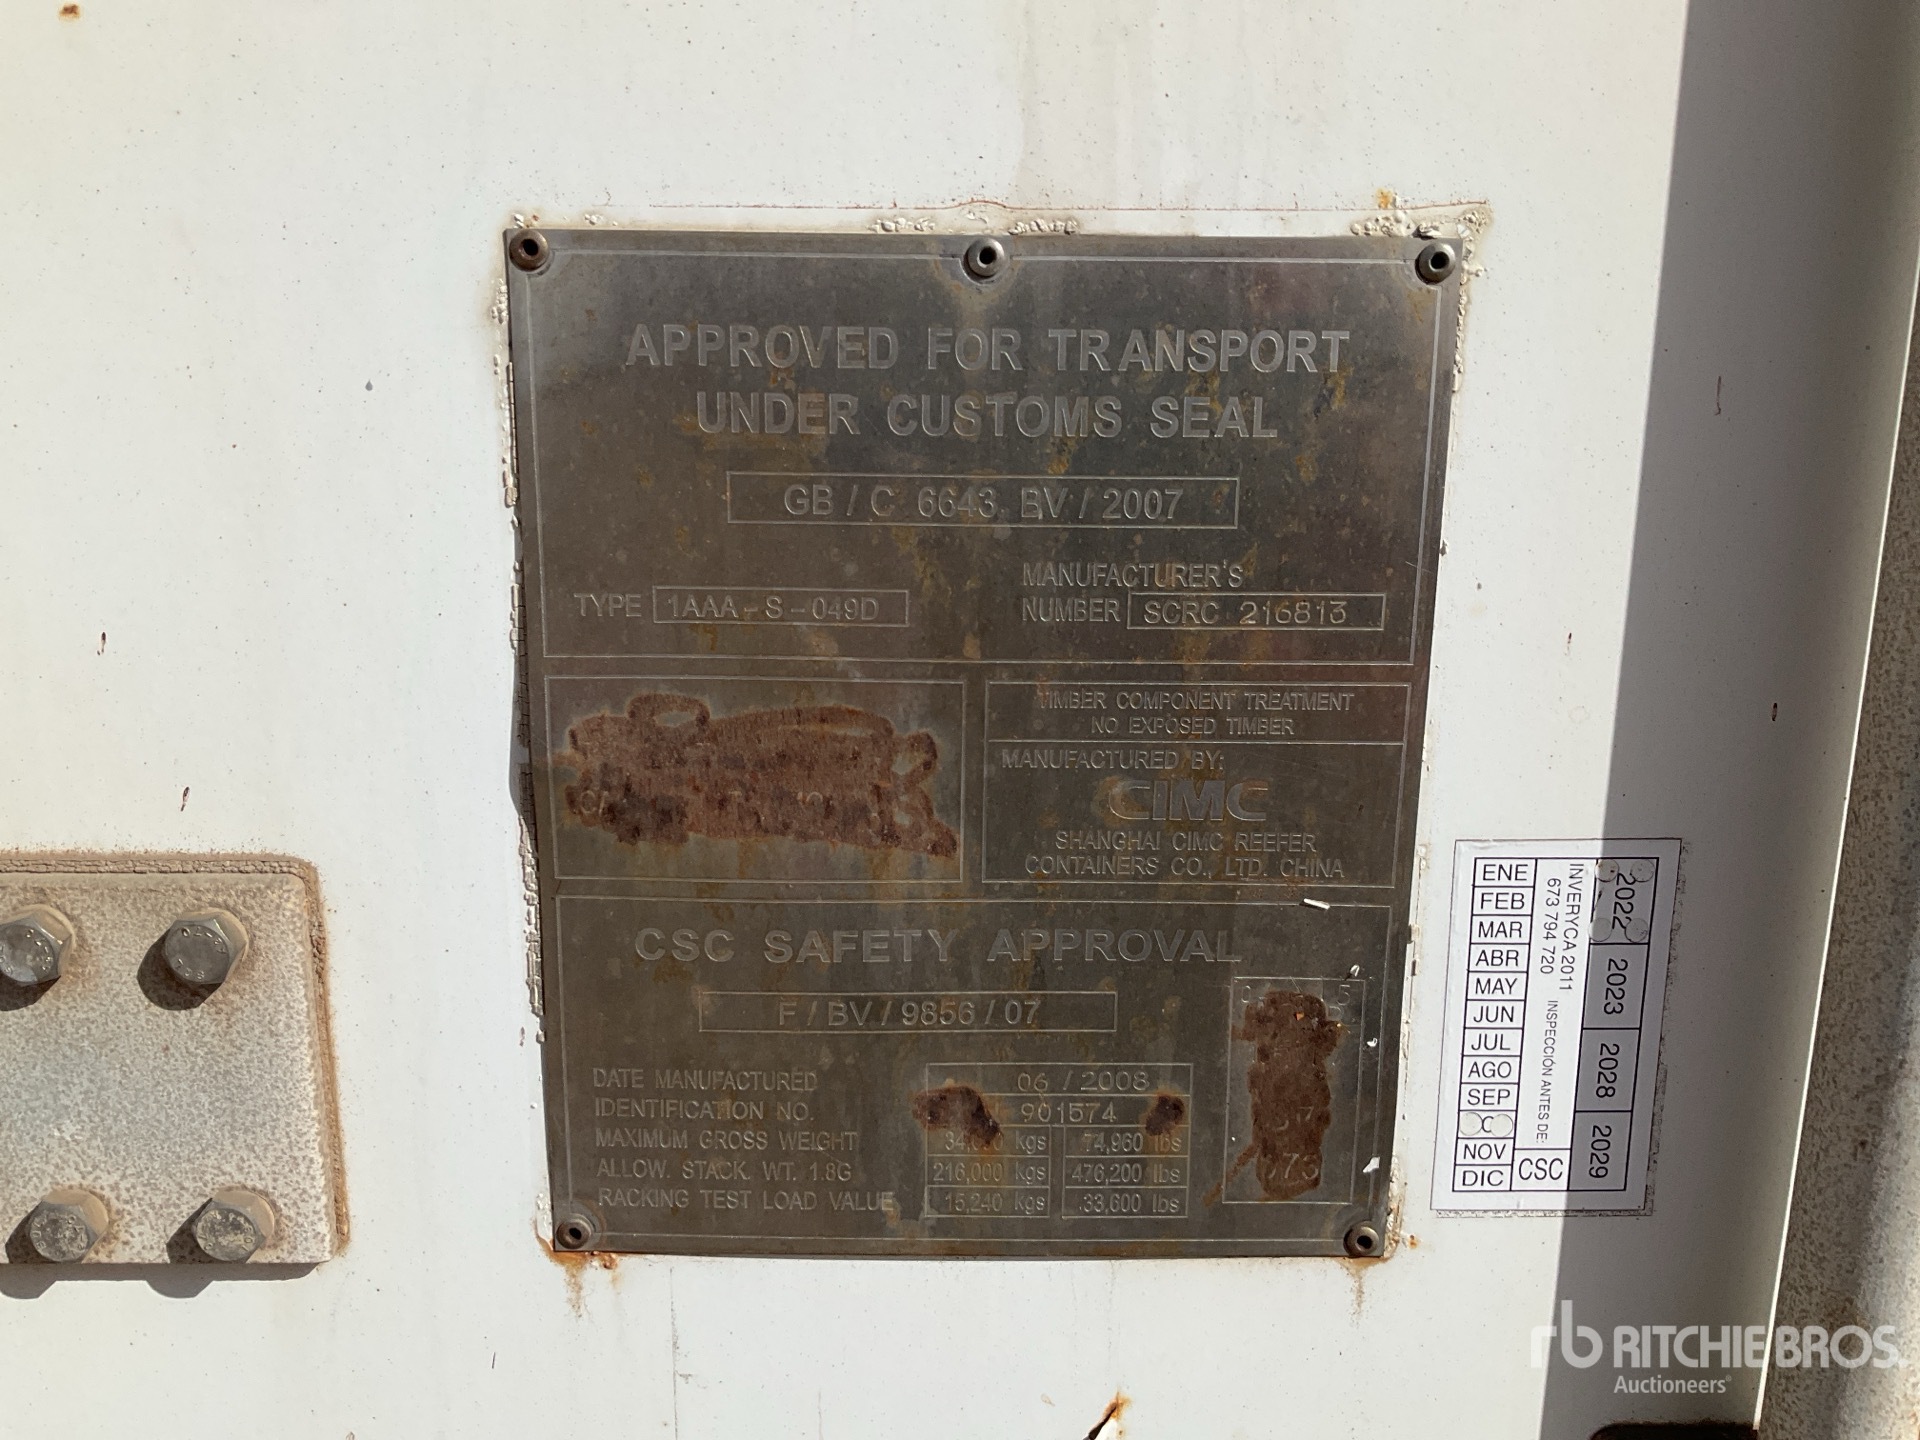 APPROVED FOR TRANSPORT
UNDER CUSTOMS SEAL
GB / C 6643 BV / 2007
TYPE 1AAA - S - 049D
MANUFACTURER'S
NUMBER SCRC 216813
TIMBER COMPONENT TREATMENT
NO EXPOSED TIMBER
MANUFACTURED BY:
CIMC
SHANGHAI CIMC REEFER
CONTAINERS CO., LTD. CHINA
CSC SAFETY APPROVAL
F / BV / 9856 / 07
DATE MANUFACTURED 06 / 2008
IDENTIFICATION NO. 901574
MAXIMUM GROSS WEIGHT kgs 74,960 lbs
ALLOW. STACK. WT. 1.8G 216,000 kgs 476,200 lbs
RACKING TEST LOAD VALUE 15,240 kgs 33,600 lbs
ENE
FEB
MAR
ABR
MAY
JUN
JUL
AGO
SEP
NOV
DIC
INVERYCA 2011
673 794 720
INSPECCIÓN ANTES DE:
CSC
2022
2023
2028
2029
rb RITCHIE BROS.
Auctioneers